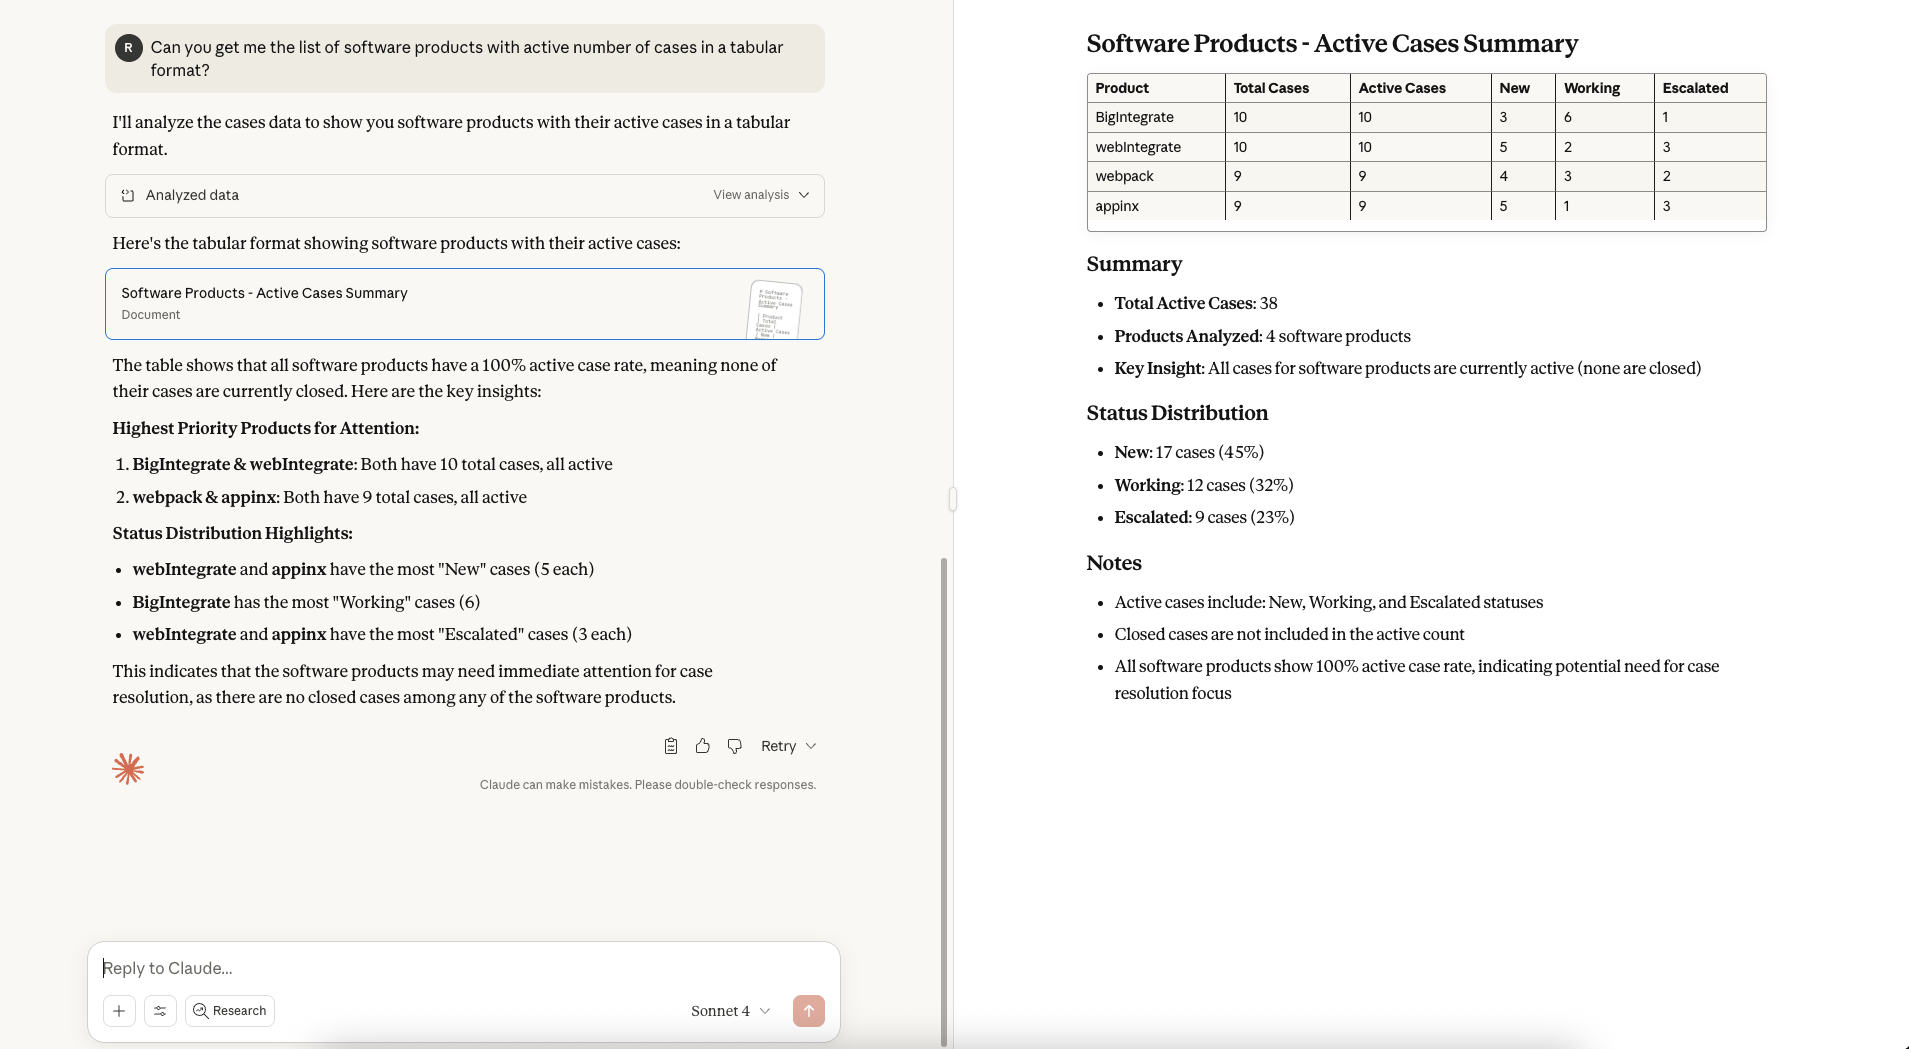 R
Can you get me the list of software products with active number of cases in a tabular
format?
I'll analyze the cases data to show you software products with their active cases in a tabular
format.
Analyzed data
View analysis
Here's the tabular format showing software products with their active cases:
Software Products - Active Cases Summary
Document
# Software
Products -
Active Cases
Summary
| Product
| Total
Cases |
Active Cases
| New |
The table shows that all software products have a 100% active case rate, meaning none of
their cases are currently closed. Here are the key insights:
Highest Priority Products for Attention:
1. BigIntegrate & webIntegrate: Both have 10 total cases, all active
2. webpack & appinx: Both have 9 total cases, all active
Status Distribution Highlights:
• webIntegrate and appinx have the most "New" cases (5 each)
• BigIntegrate has the most "Working" cases (6)
• webIntegrate and appinx have the most "Escalated" cases (3 each)
This indicates that the software products may need immediate attention for case
resolution, as there are no closed cases among any of the software products.
Retry
Claude can make mistakes. Please double-check responses.
Reply to Claude...
Research
Sonnet 4
Software Products - Active Cases Summary
Product Total Cases Active Cases New Working Escalated
BigIntegrate 10 10 3 6 1
webIntegrate 10 10 5 2 3
webpack 9 9 4 3 2
appinx 9 9 5 1 3
Summary
• Total Active Cases: 38
• Products Analyzed: 4 software products
• Key Insight: All cases for software products are currently active (none are closed)
Status Distribution
• New: 17 cases (45%)
• Working: 12 cases (32%)
• Escalated: 9 cases (23%)
Notes
• Active cases include: New, Working, and Escalated statuses
• Closed cases are not included in the active count
• All software products show 100% active case rate, indicating potential need for case
resolution focus